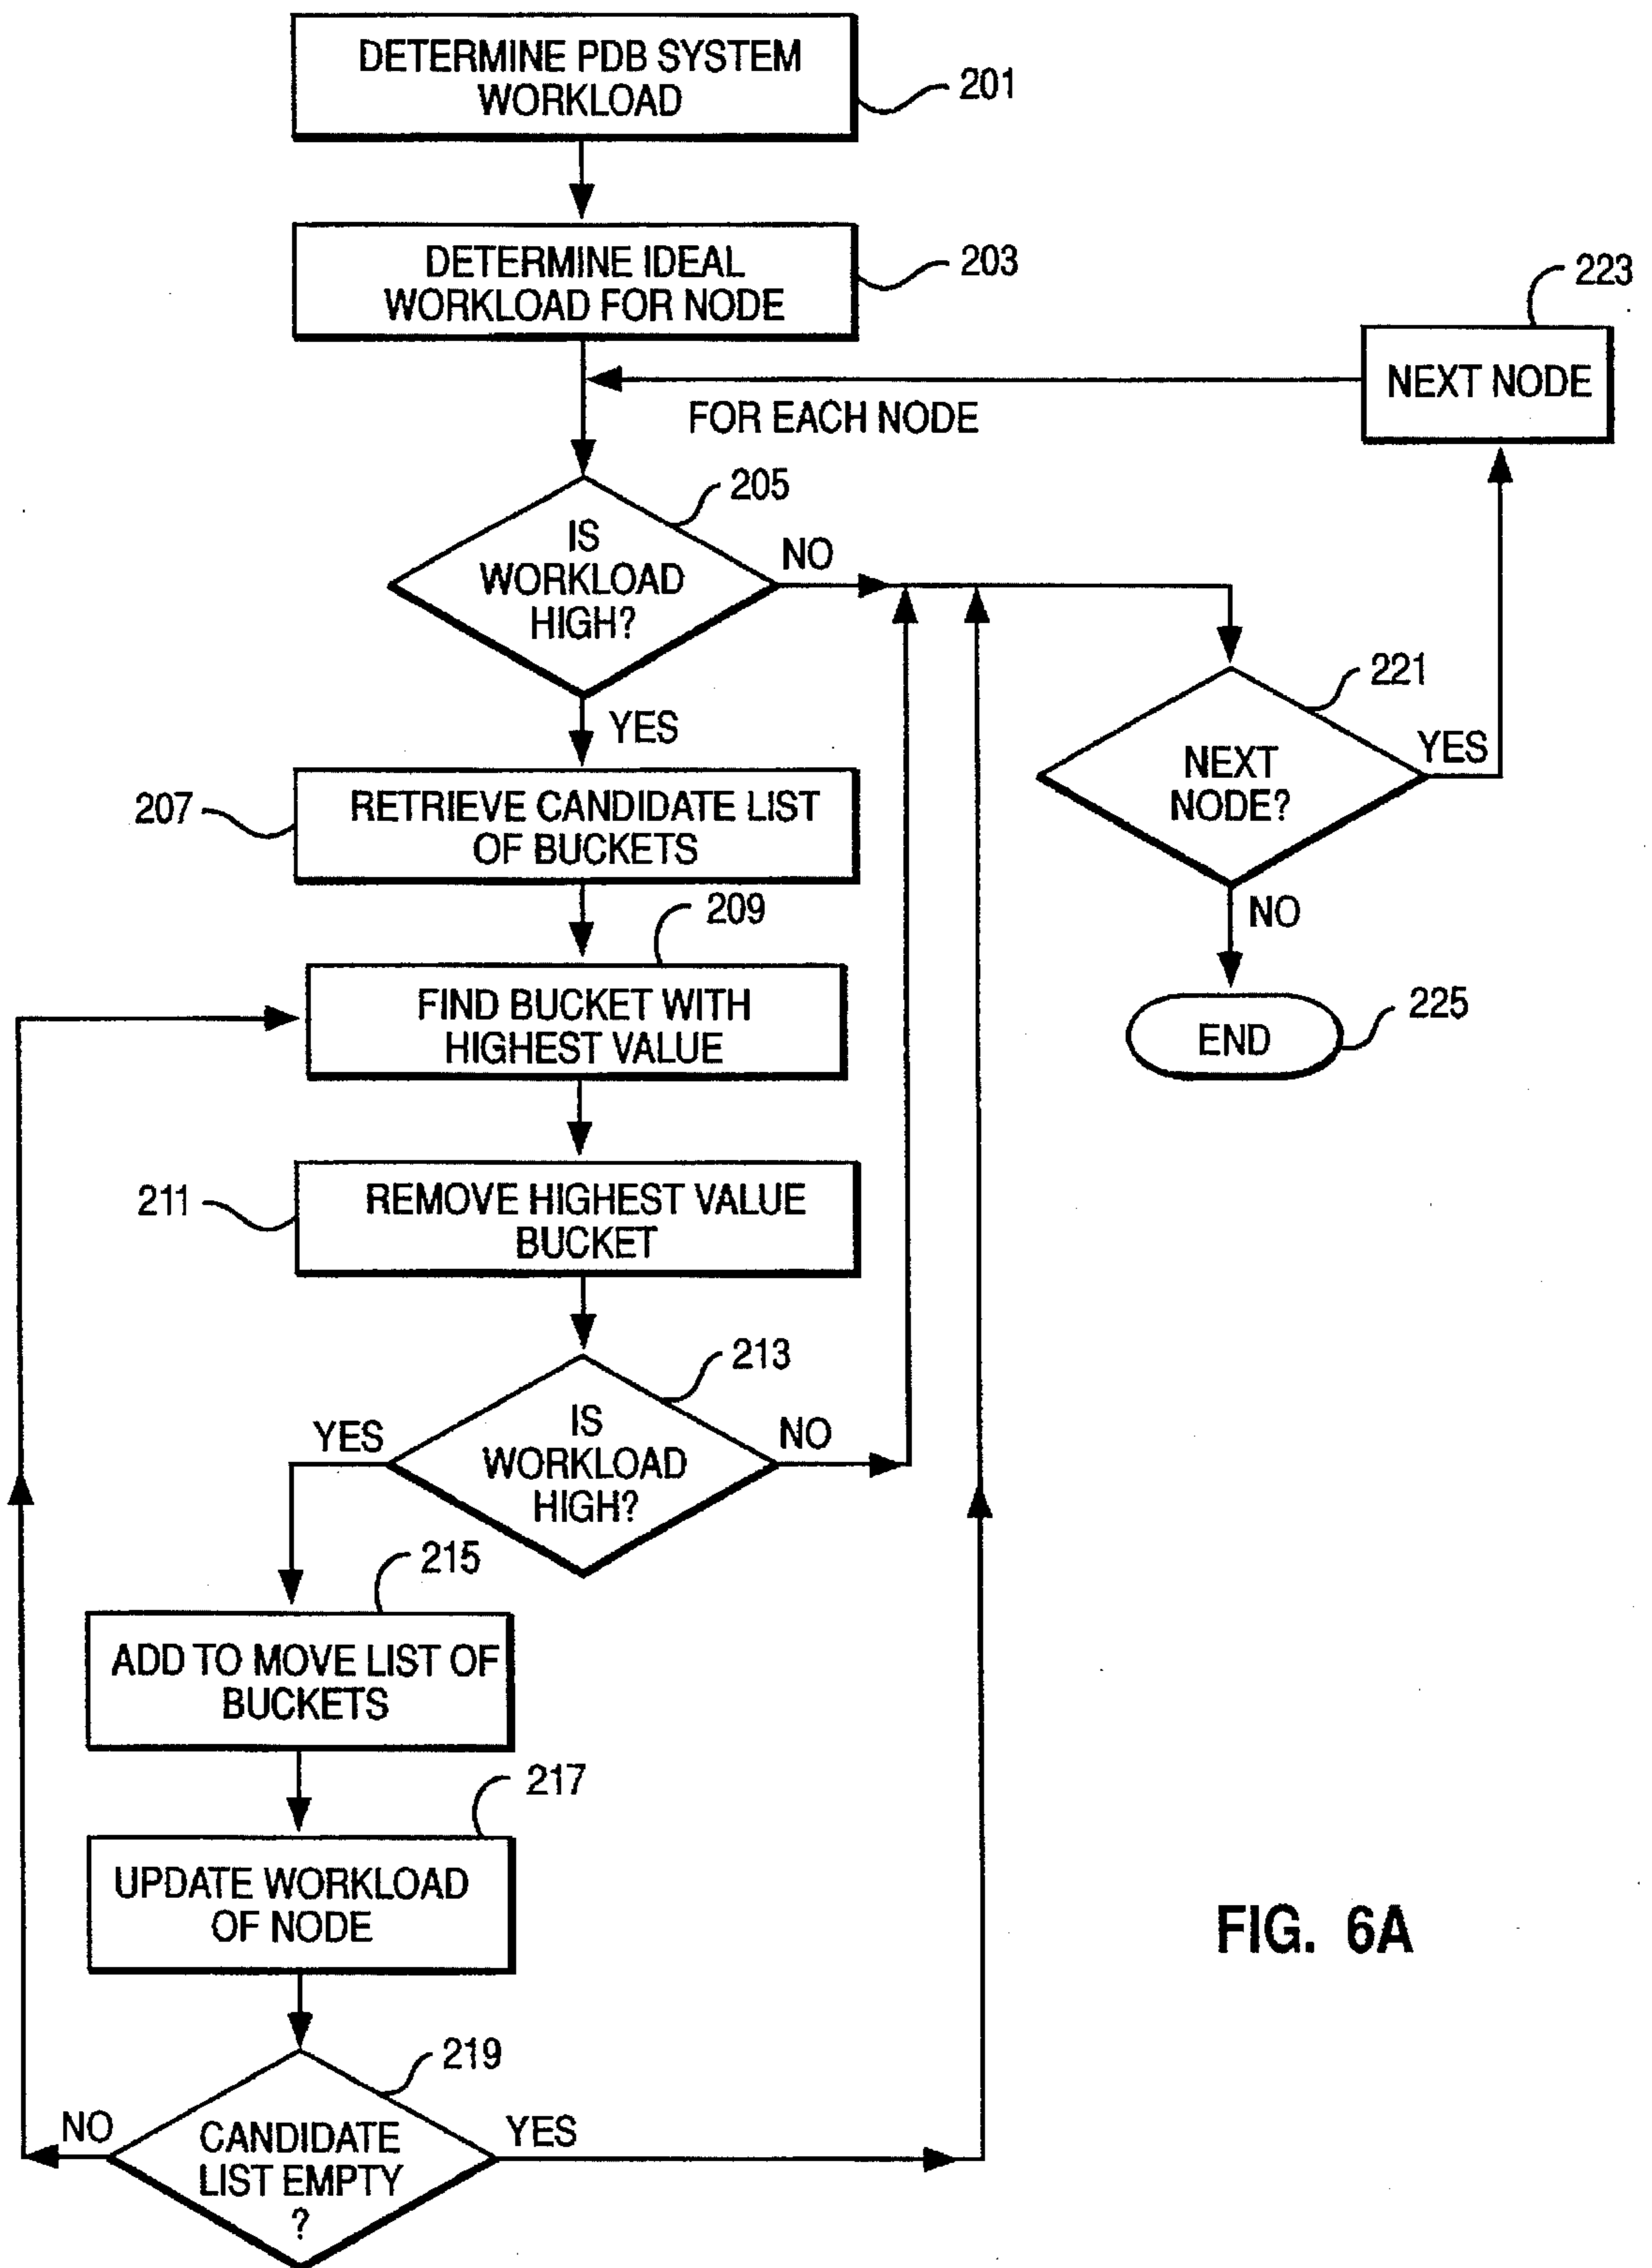 DETERMINE PDB SYSTEM
WORKLOAD
201
DETERMINE IDEAL
WORKLOAD FOR NODE
203
223
NEXT NODE
FOR EACH NODE
205
IS
WORKLOAD
HIGH?
NO
YES
221
NEXT
NODE?
YES
NO
207
RETRIEVE CANDIDATE LIST
OF BUCKETS
209
FIND BUCKET WITH
HIGHEST VALUE
END
225
211
REMOVE HIGHEST VALUE
BUCKET
213
IS
WORKLOAD
HIGH?
YES
NO
215
ADD TO MOVE LIST OF
BUCKETS
217
UPDATE WORKLOAD
OF NODE
219
CANDIDATE
LIST EMPTY
?
NO
YES
FIG. 6A